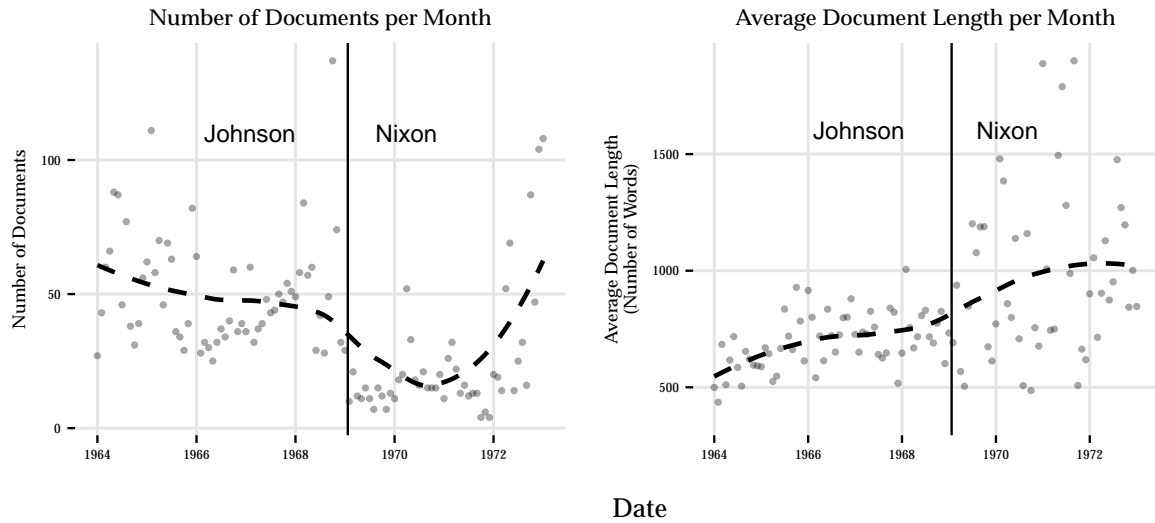 Number of Documents per Month
Number of Documents
100
50
0
Johnson
Nixon
1964
1966
1968
1970
1972
Average Document Length per Month
Average Document Length
(Number of Words)
1500
1000
500
Johnson
Nixon
1964
1966
1968
1970
1972
Date